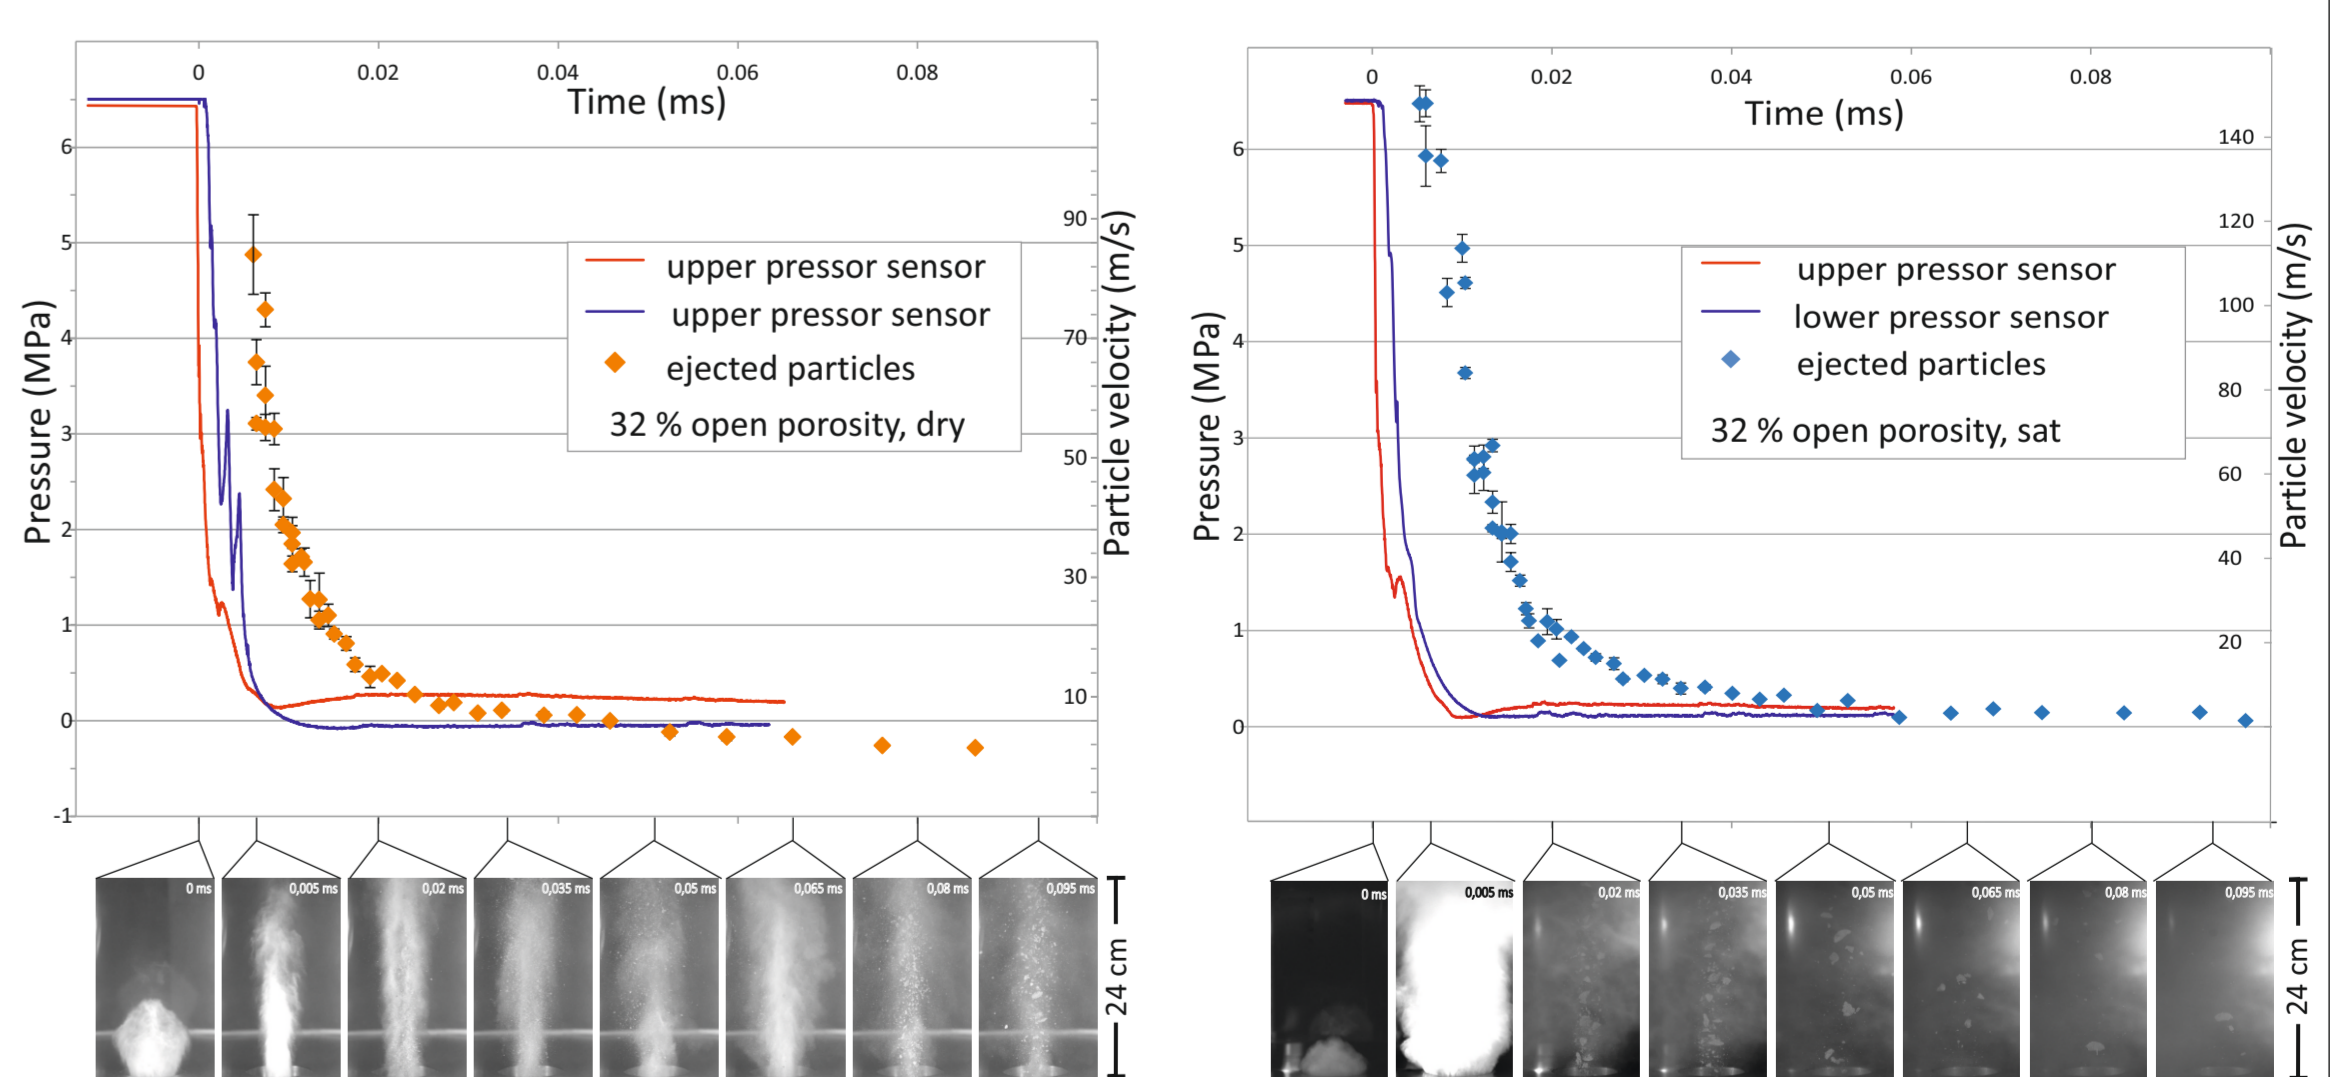 0 0.02 0.04 0.06 0.08
Time (ms)
6
5
4
3
2
1
0
-1
Pressure (MPa)
90
70
50
30
10
Particle velocity (m/s)
upper pressor sensor
upper pressor sensor
ejected particles
32 % open porosity, dry
0 ms 0,005 ms 0,02 ms 0,035 ms 0,05 ms 0,065 ms 0,08 ms 0,095 ms
24 cm
0 0.02 0.04 0.06 0.08
Time (ms)
6
5
4
3
2
1
0
Pressure (MPa)
140
120
100
80
60
40
20
Particle velocity (m/s)
upper pressor sensor
lower pressor sensor
ejected particles
32 % open porosity, sat
0 ms 0,005 ms 0,02 ms 0,035 ms 0,05 ms 0,065 ms 0,08 ms 0,095 ms
24 cm